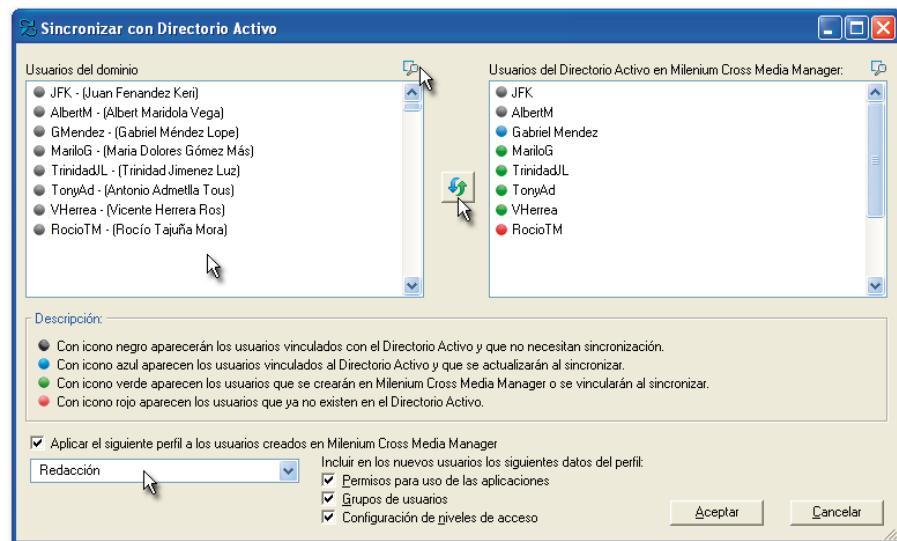 Sincronizar con Directorio Activo
Usuarios del dominio
JFK - (Juan Fenandez Keri)
AlbertM - (Albert Maridola Vega)
GMendez - (Gabriel Méndez Lope)
MariloG - (Maria Dolores Gómez Más)
TrinidadJL - (Trinidad Jimenez Luz)
TonyAd - (Antonio Admetlla Tous)
VHerrea - (Vicente Herrera Ros)
RocioTM - (Rocío Tajuña Mora)
Usuarios del Directorio Activo en Milenium Cross Media Manager:
JFK
AlbertM
Gabriel Mendez
MariloG
TrinidadJL
TonyAd
VHerrea
RocioTM
Descripción:
Con icono negro aparecerán los usuarios vinculados con el Directorio Activo y que no necesitan sincronización.
Con icono azul aparecen los usuarios vinculados al Directorio Activo y que se actualizarán al sincronizar.
Con icono verde aparecen los usuarios que se crearán en Milenium Cross Media Manager o se vincularán al sincronizar.
Con icono rojo aparecen los usuarios que ya no existen en el Directorio Activo.
Aplicar el siguiente perfil a los usuarios creados en Milenium Cross Media Manager
Redacción
Incluir en los nuevos usuarios los siguientes datos del perfil:
Permisos para uso de las aplicaciones
Grupos de usuarios
Configuración de niveles de acceso
Aceptar
Cancelar